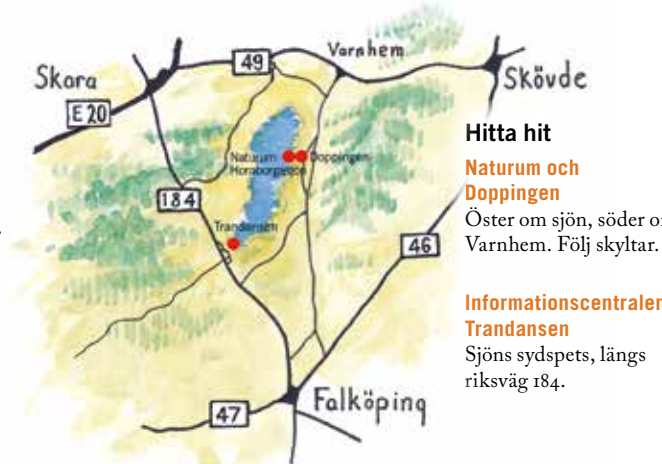 Varnhem
49
Skara
Skövde
E 20
Hitta hit
Naturum
Hornborgasjön
Doppingen
Naturum och
Doppingen
184
Öster om sjön, söder o
Varnhem. Följ skyltar.
Trandansen
46
Informationscentralen
Trandansen
Sjöns sydspets, längs
riksväg 184.
Falköping
47